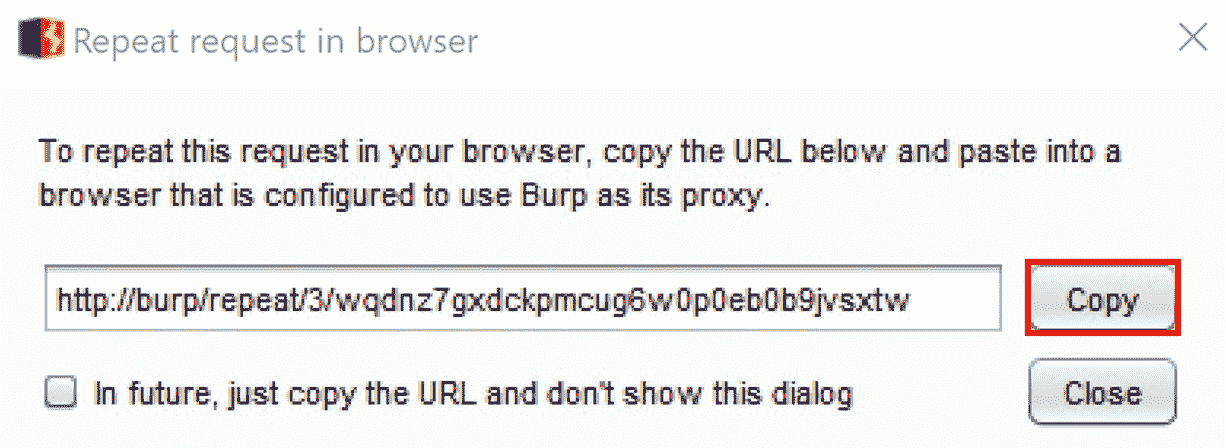 Repeat request in browser
To repeat this request in your browser, copy the URL below and paste into a
browser that is configured to use Burp as its proxy.
http://burp/repeat/3/wqdnz7gxdckpmcug6w0p0eb0b9jvsxtw
Copy
In future, just copy the URL and don't show this dialog
Close